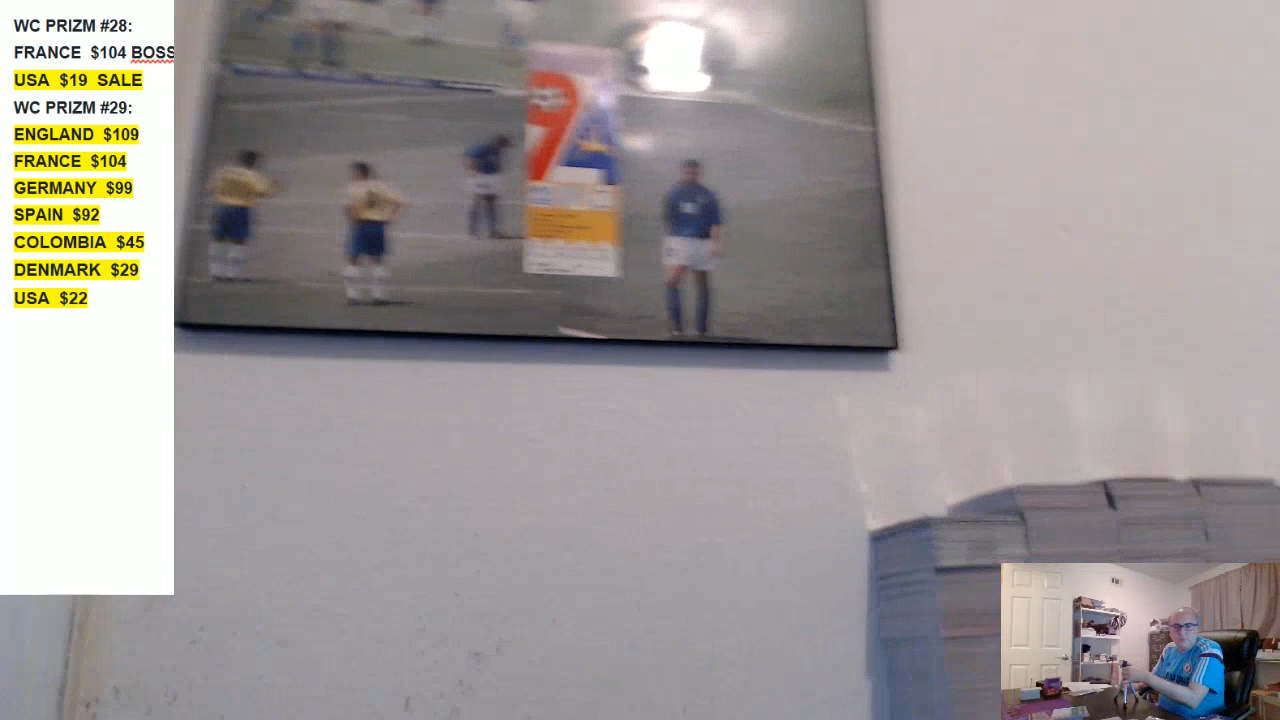 WC PRIZM #28:
FRANCE $104 BOSS
USA $19 SALE
WC PRIZM #29:
ENGLAND $109
FRANCE $104
GERMANY $99
SPAIN $92
COLOMBIA $45
DENMARK $29
USA $22